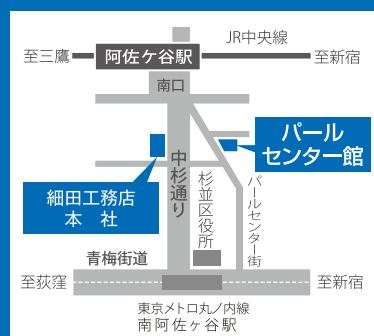 JR中央線
至三鷹
阿佐ケ谷駅
至新宿
南口
パール
センター館
中杉通り
細田工務店
本 社
杉並区役所
パールセンター街
青梅街道
至荻窪
至新宿
東京メトロ丸ノ内線
南阿佐ケ谷駅